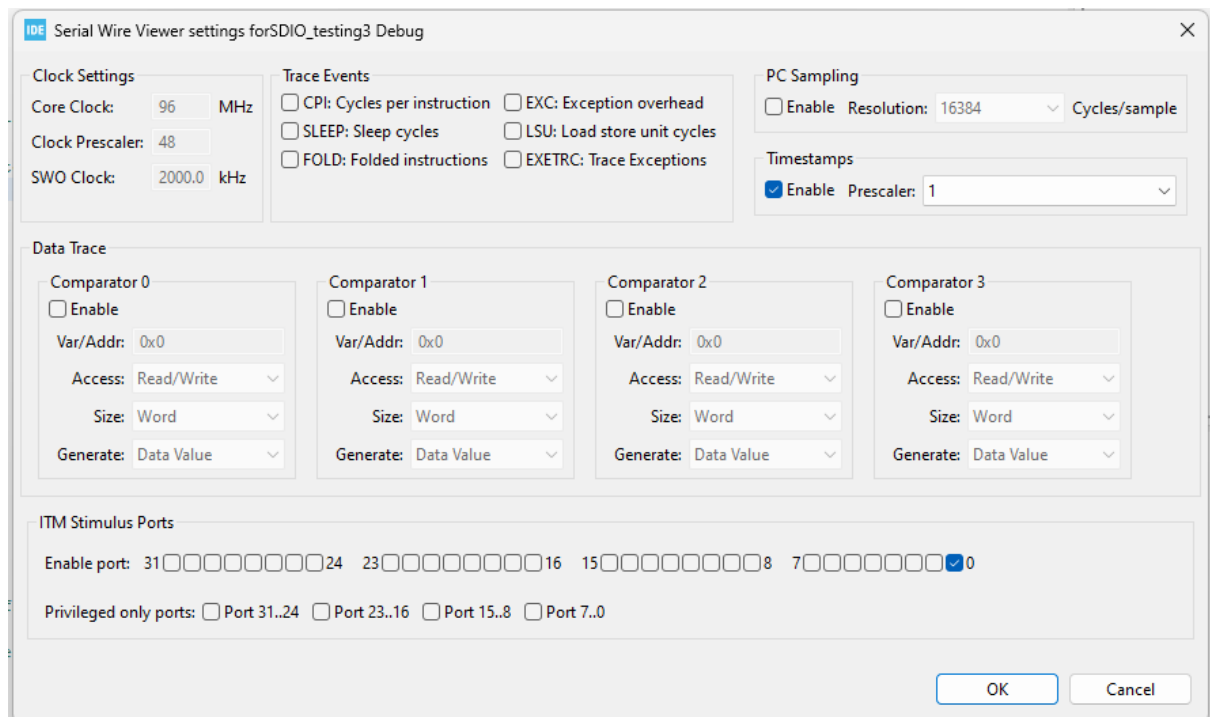 IDE Serial Wire Viewer settings forSDIO_testing3 Debug
Clock Settings
Core Clock: 96 MHz
Clock Prescaler: 48
SWO Clock: 2000.0 kHz
Trace Events
CPI: Cycles per instruction EXC: Exception overhead
SLEEP: Sleep cycles LSU: Load store unit cycles
FOLD: Folded instructions EXETRC: Trace Exceptions
PC Sampling
Enable Resolution: 16384 Cycles/sample
Timestamps
Enable Prescaler: 1
Data Trace
Comparator 0
Enable
Var/Addr: 0x0
Access: Read/Write
Size: Word
Generate: Data Value
Comparator 1
Enable
Var/Addr: 0x0
Access: Read/Write
Size: Word
Generate: Data Value
Comparator 2
Enable
Var/Addr: 0x0
Access: Read/Write
Size: Word
Generate: Data Value
Comparator 3
Enable
Var/Addr: 0x0
Access: Read/Write
Size: Word
Generate: Data Value
ITM Stimulus Ports
Enable port: 31 24 23 16 15 8 7 0
Privileged only ports: Port 31..24 Port 23..16 Port 15..8 Port 7..0
OK Cancel